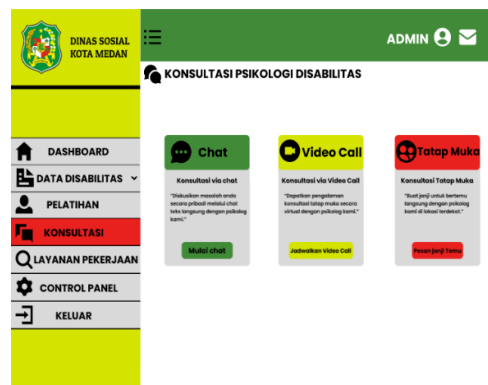 DINAS SOSIAL
KOTA MEDAN
ADMIN
KONSULTASI PSIKOLOGI DISABILITAS
DASHBOARD
DATA DISABILITAS
PELATIHAN
KONSULTASI
LAYANAN PEKERJAAN
CONTROL PANEL
KELUAR
Chat
Konsultasi via chat
"Diskusikan masalah anda
secara pribadi melalui chat
teks langsung dengan psikolog
kami."
Mulai chat
Video Call
Konsultasi via Video Call
"Dapatkan pengalaman
konsultasi tatap muka secara
virtual dengan psikolog kami."
Jadwalkan Video Call
Tatap Muka
Konsultasi Tatap Muka
"Buat janji untuk bertemu
langsung dengan psikolog
kami di lokasi terdekat."
Pesan Janji Temu